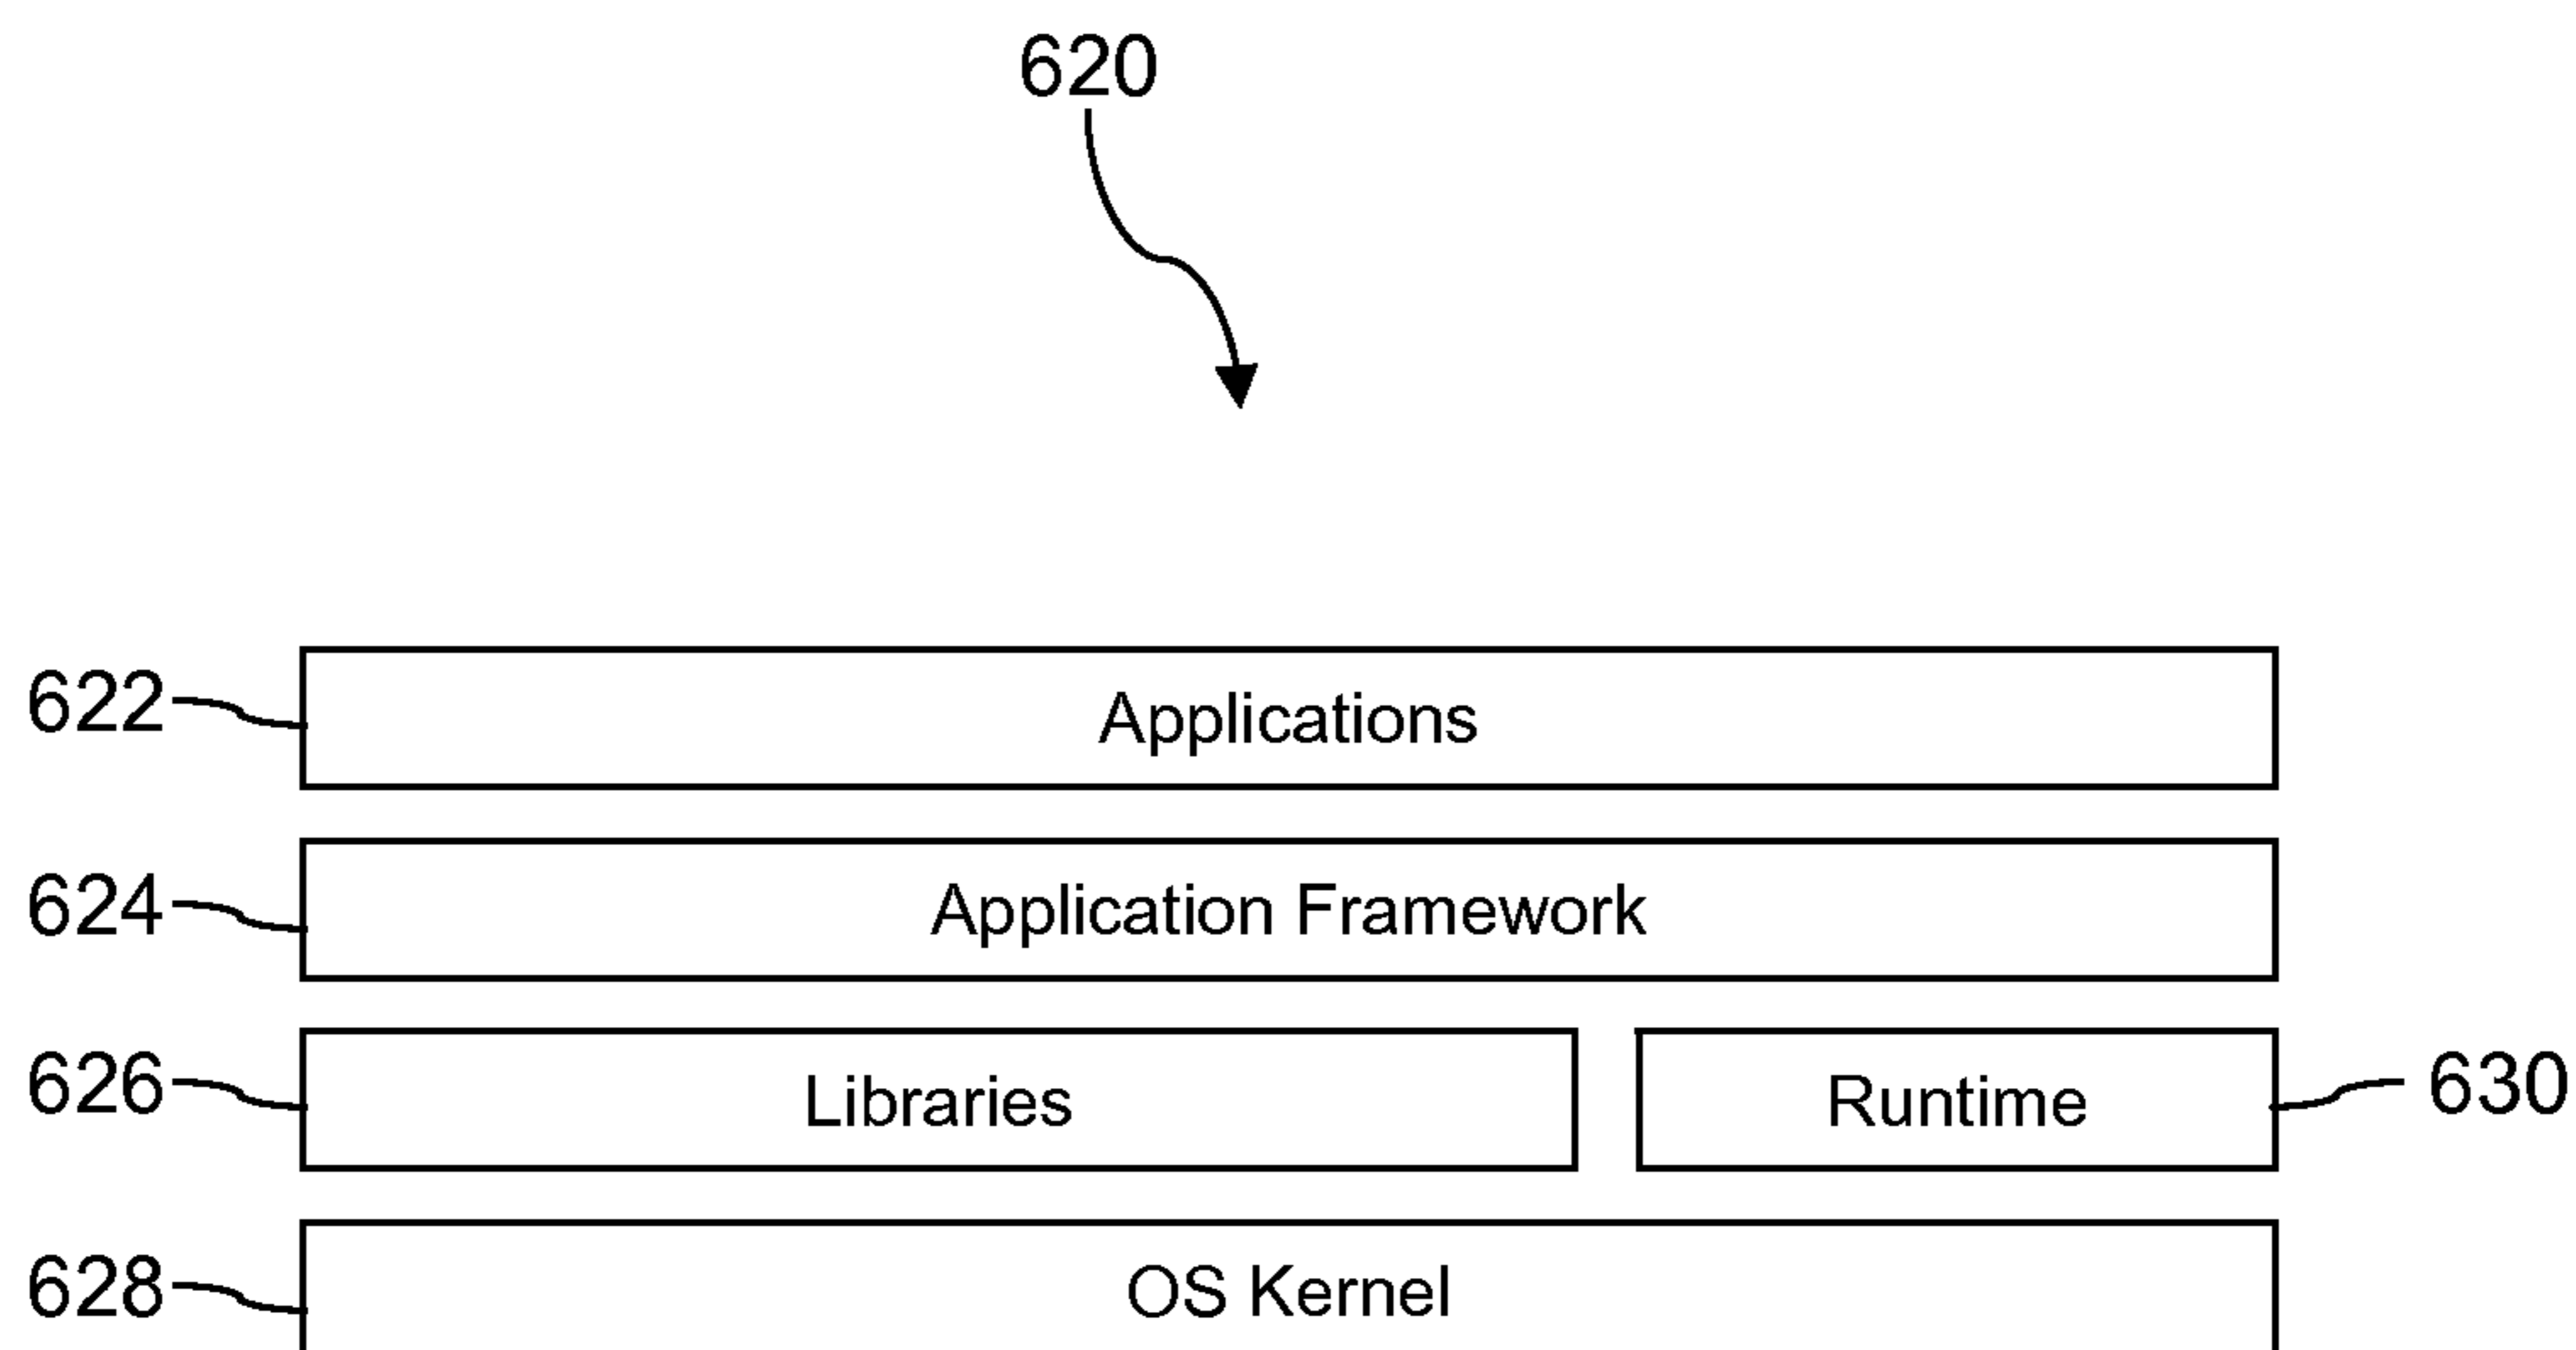 620
622 Applications
624 Application Framework
626 Libraries Runtime 630
628 OS Kernel